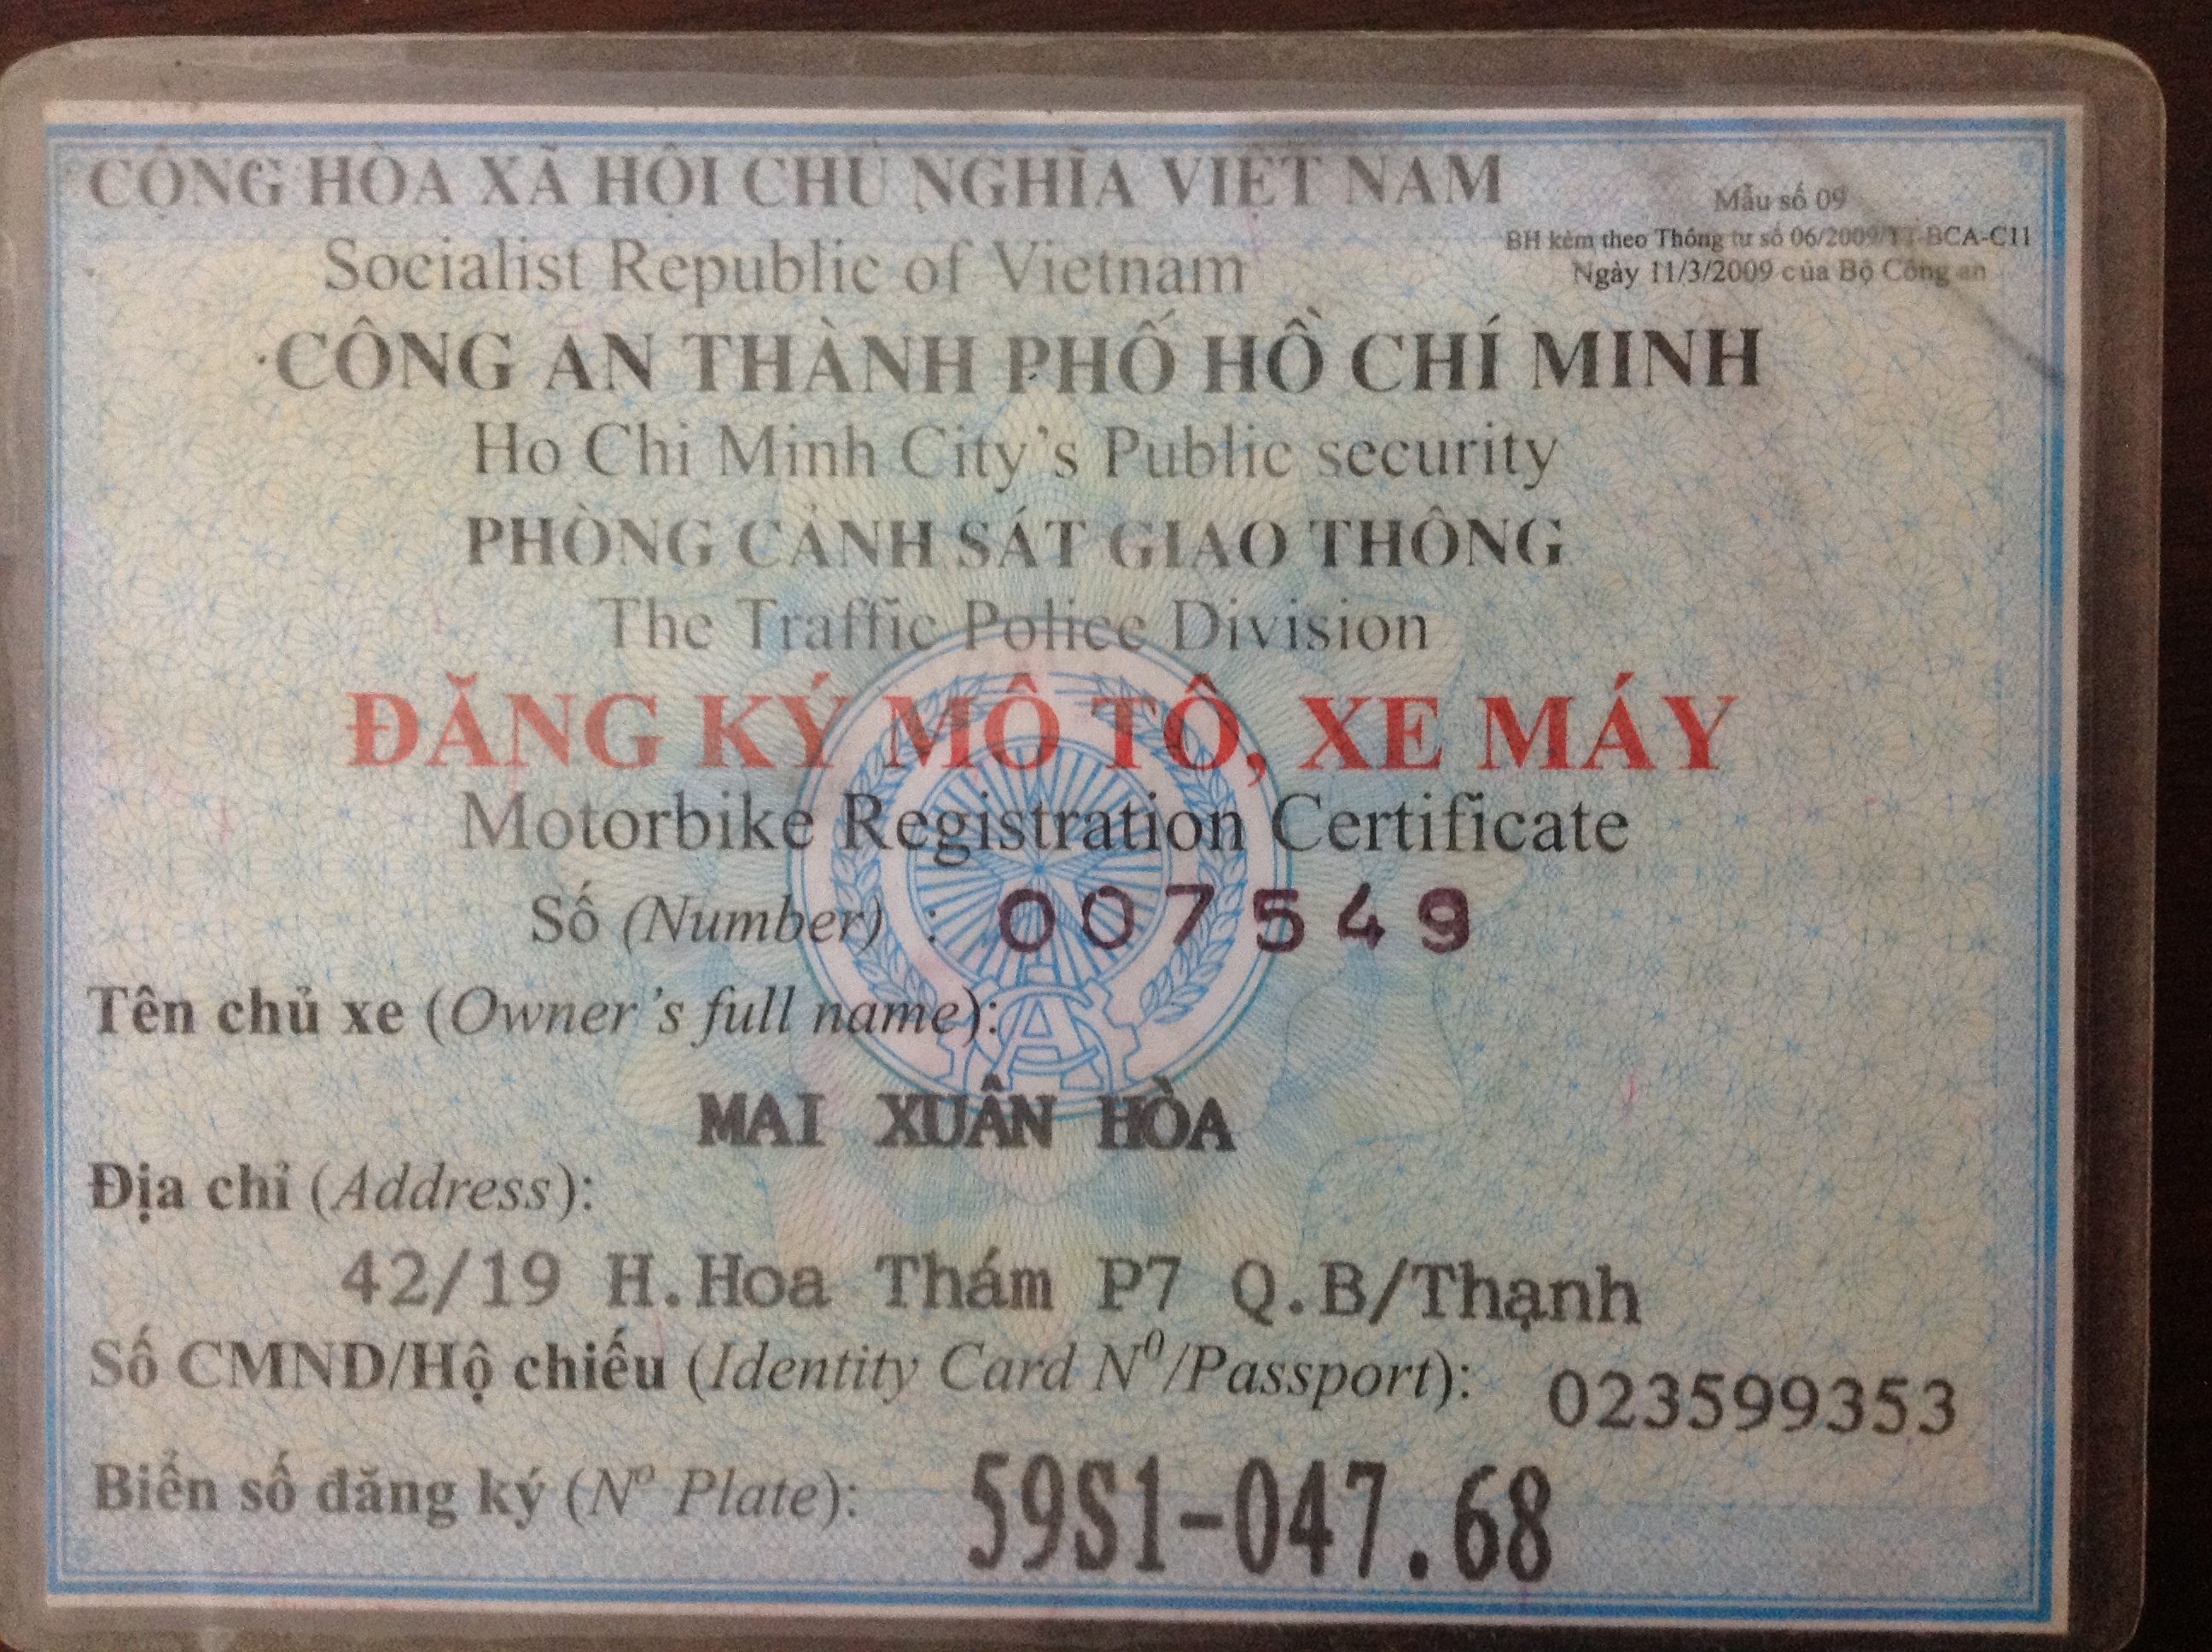 CỘNG HÒA XÃ HỘI CHỦ NGHĨA VIỆT NAM
Socialist Republic of Vietnam
Mẫu số 09
BH kèm theo Thông tư số 06/2009/TT-BCA-C11
Ngày 11/3/2009 của Bộ Công an
CÔNG AN THÀNH PHỐ HỒ CHÍ MINH
Ho Chi Minh City's Public security
PHÒNG CẢNH SÁT GIAO THÔNG
The Traffic Police Division
ĐĂNG KÝ MÔ TÔ, XE MÁY
Motorbike Registration Certificate
Số (Number) : 007549
Tên chủ xe (Owner's full name):
MAI XUÂN HÒA
Địa chỉ (Address):
42/19 H.Hoa Thám P7 Q.B/Thạnh
Số CMND/Hộ chiếu (Identity Card Nº/Passport): 023599353
Biển số đăng ký (Nº Plate): 59S1-047.68